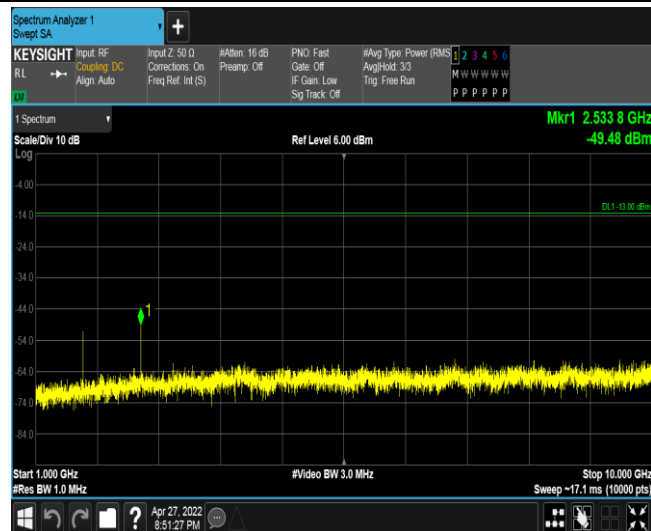 Spectrum Analyzer 1
Swept SA
KEYSIGHT
RL
Input: RF
Coupling: DC
Align: Auto
Input Z: 50 Ω
Corrections: On
Freq Ref: Int (S)
#Atten: 16 dB
Preamp: Off
PNO: Fast
Gate: Off
IF Gain: Low
Sig Track: Off
#Avg Type: Power (RMS
Avg|Hold: 3/3
Trig: Free Run
1 2 3 4 5 6
M W W W W W
P P P P P P
1 Spectrum
Mkr1 2.533 8 GHz
Scale/Div 10 dB
Ref Level 6.00 dBm
-49.48 dBm
Log
-4.00
DL1 -13.00 dBm
-14.0
-24.0
-34.0
-44.0
1
-54.0
-64.0
-74.0
-84.0
Start 1.000 GHz
#Video BW 3.0 MHz
Stop 10.000 GHz
#Res BW 1.0 MHz
Sweep ~17.1 ms (10000 pts)
?
Apr 27, 2022
8:51:27 PM